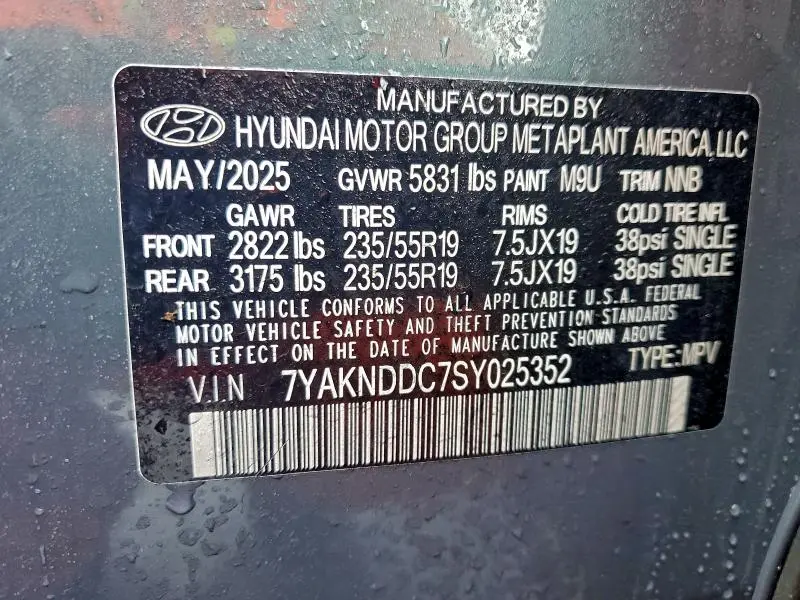 MANUFACTURED BY
HYUNDAI MOTOR GROUP METAPLANT AMERICA, LLC
MAY/2025 GVWR 5831 lbs PAINT M9U TRIM NNB
GAWR TIRES RIMS COLD TIRE INFL
FRONT 2822 lbs 235/55R19 7.5JX19 38psi SINGLE
REAR 3175 lbs 235/55R19 7.5JX19 38psi SINGLE
THIS VEHICLE CONFORMS TO ALL APPLICABLE U.S.A. FEDERAL
MOTOR VEHICLE SAFETY AND THEFT PREVENTION STANDARDS
IN EFFECT ON THE DATE OF MANUFACTURE SHOWN ABOVE
V.I.N 7YAKNDDC7SY025352 TYPE: MPV